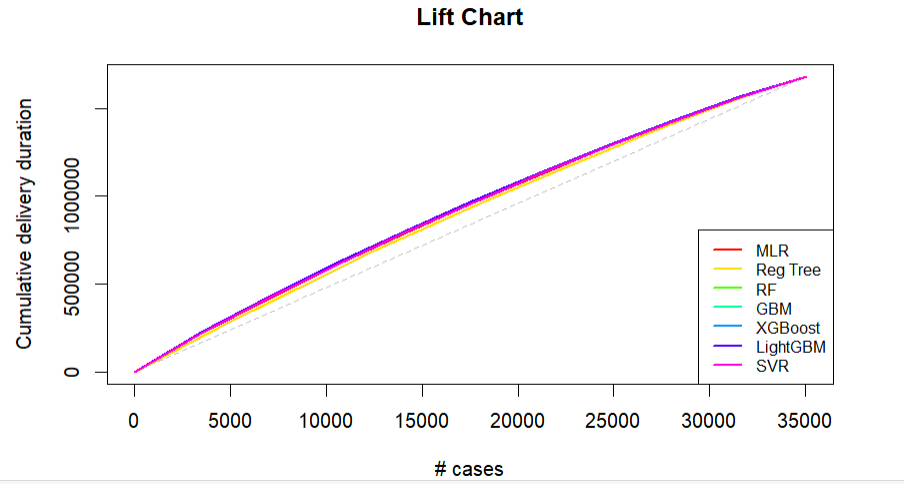 Lift Chart
Cumulative delivery duration
1000000
500000
0
MLR
Reg Tree
RF
GBM
XGBoost
LightGBM
SVR
0 5000 10000 15000 20000 25000 30000 35000
# cases